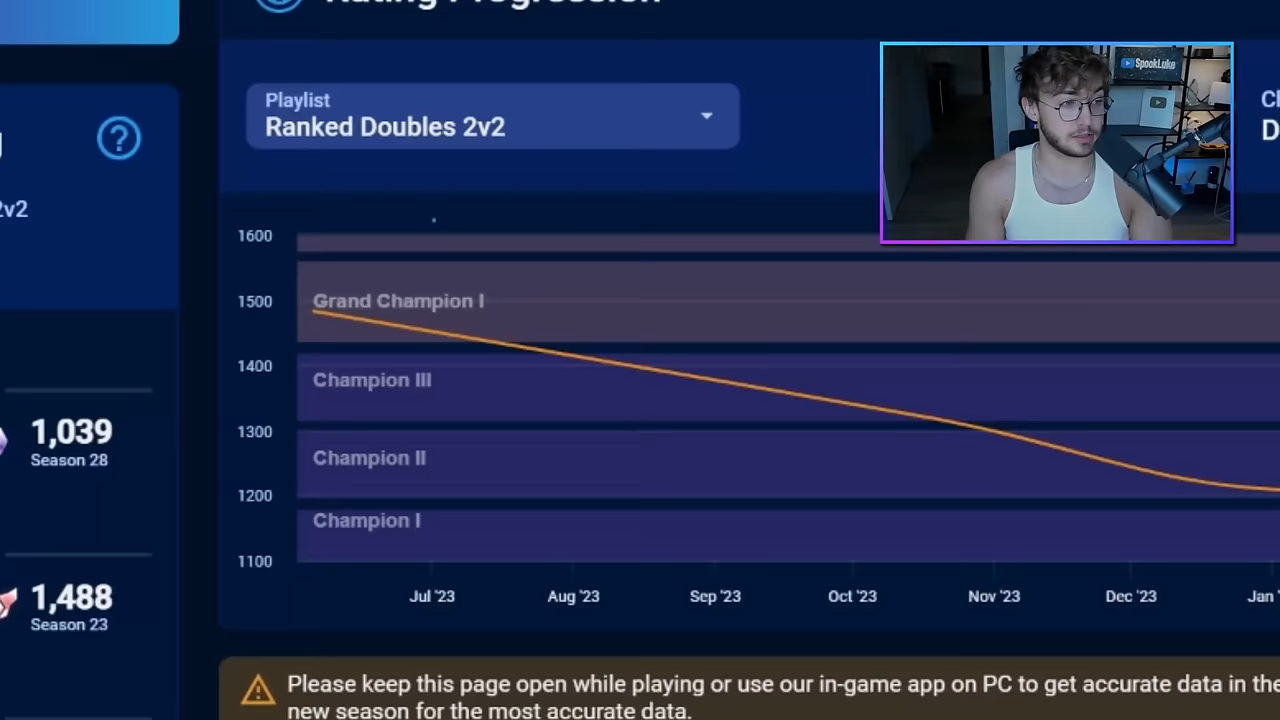 Rating Progression
Playlist
Ranked Doubles 2v2
SpookLuke
2v2
1600
1500
Grand Champion I
1400
Champion III
1300
Champion II
1200
Champion I
1100
Jul '23
Aug '23
Sep '23
Oct '23
Nov '23
Dec '23
Jan '
1,039
Season 28
1,488
Season 23
Please keep this page open while playing or use our in-game app on PC to get accurate data in the
new season for the most accurate data.